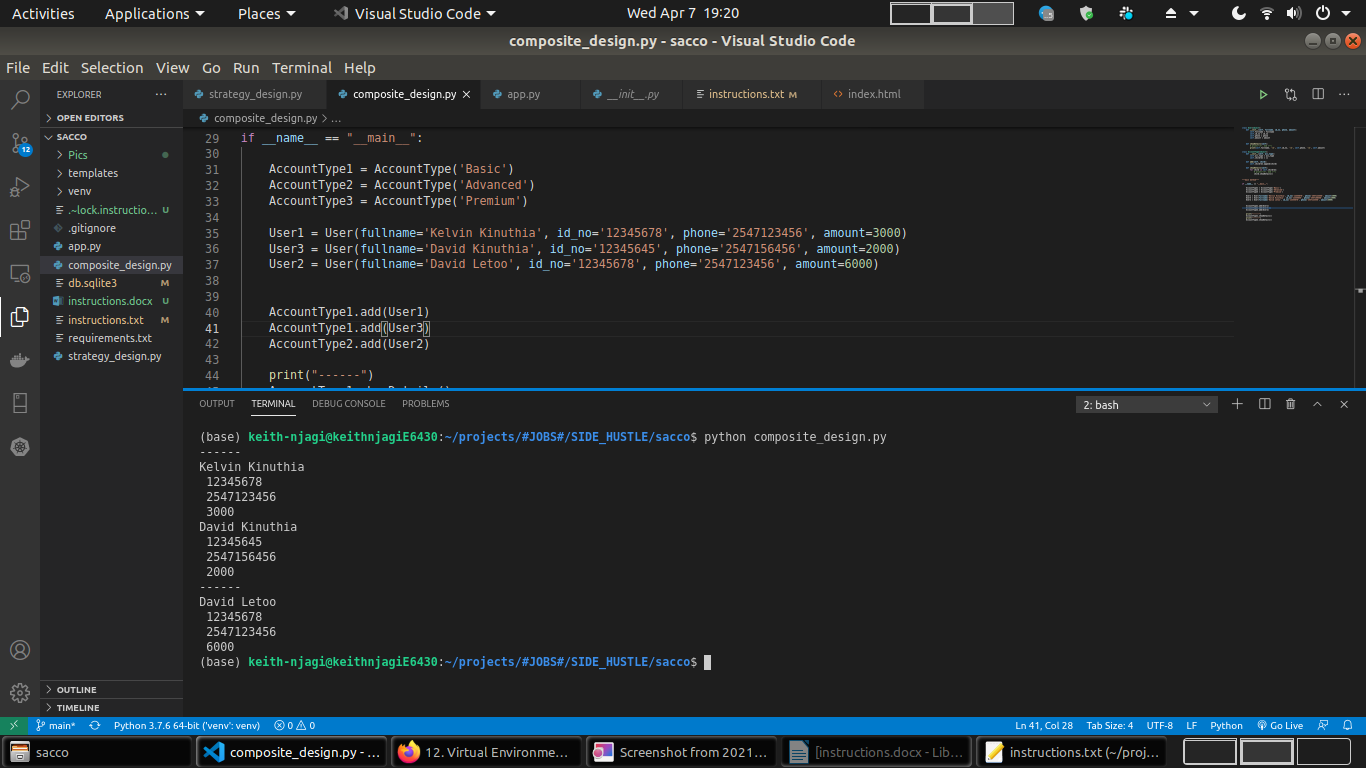 Activities Applications Places Visual Studio Code Wed Apr 7 19:20
composite_design.py - sacco - Visual Studio Code
File Edit Selection View Go Run Terminal Help
EXPLORER ··· strategy_design.py composite_design.py app.py __init__.py instructions.txt M index.html
OPEN EDITORS
composite_design.py > ...
SACCO
Pics
templates
venv
.~lock.instructio... U
.gitignore
app.py
composite_design.py
db.sqlite3 M
instructions.docx U
instructions.txt M
requirements.txt
strategy_design.py
12
29 if __name__ == "__main__":
30
31 AccountType1 = AccountType('Basic')
32 AccountType2 = AccountType('Advanced')
33 AccountType3 = AccountType('Premium')
34
35 User1 = User(fullname='Kelvin Kinuthia', id_no='12345678', phone='2547123456', amount=3000)
36 User3 = User(fullname='David Kinuthia', id_no='12345645', phone='2547156456', amount=2000)
37 User2 = User(fullname='David Letoo', id_no='12345678', phone='2547123456', amount=6000)
38
39
40 AccountType1.add(User1)
41 AccountType1.add(User3)
42 AccountType2.add(User2)
43
44 print("------")
OUTPUT TERMINAL DEBUG CONSOLE PROBLEMS 2: bash
(base) keith-njagi@keithnjagiE6430:~/projects/#JOBS#/SIDE_HUSTLE/sacco$ python composite_design.py
------
Kelvin Kinuthia
12345678
2547123456
3000
David Kinuthia
12345645
2547156456
2000
------
David Letoo
12345678
2547123456
6000
(base) keith-njagi@keithnjagiE6430:~/projects/#JOBS#/SIDE_HUSTLE/sacco$
OUTLINE
TIMELINE
main* Python 3.7.6 64-bit ('venv': venv) 0 0 Ln 41, Col 28 Tab Size: 4 UTF-8 LF Python Go Live
sacco composite_design.py - ... 12. Virtual Environme... Screenshot from 2021... [instructions.docx - Lib... instructions.txt (~/proj...